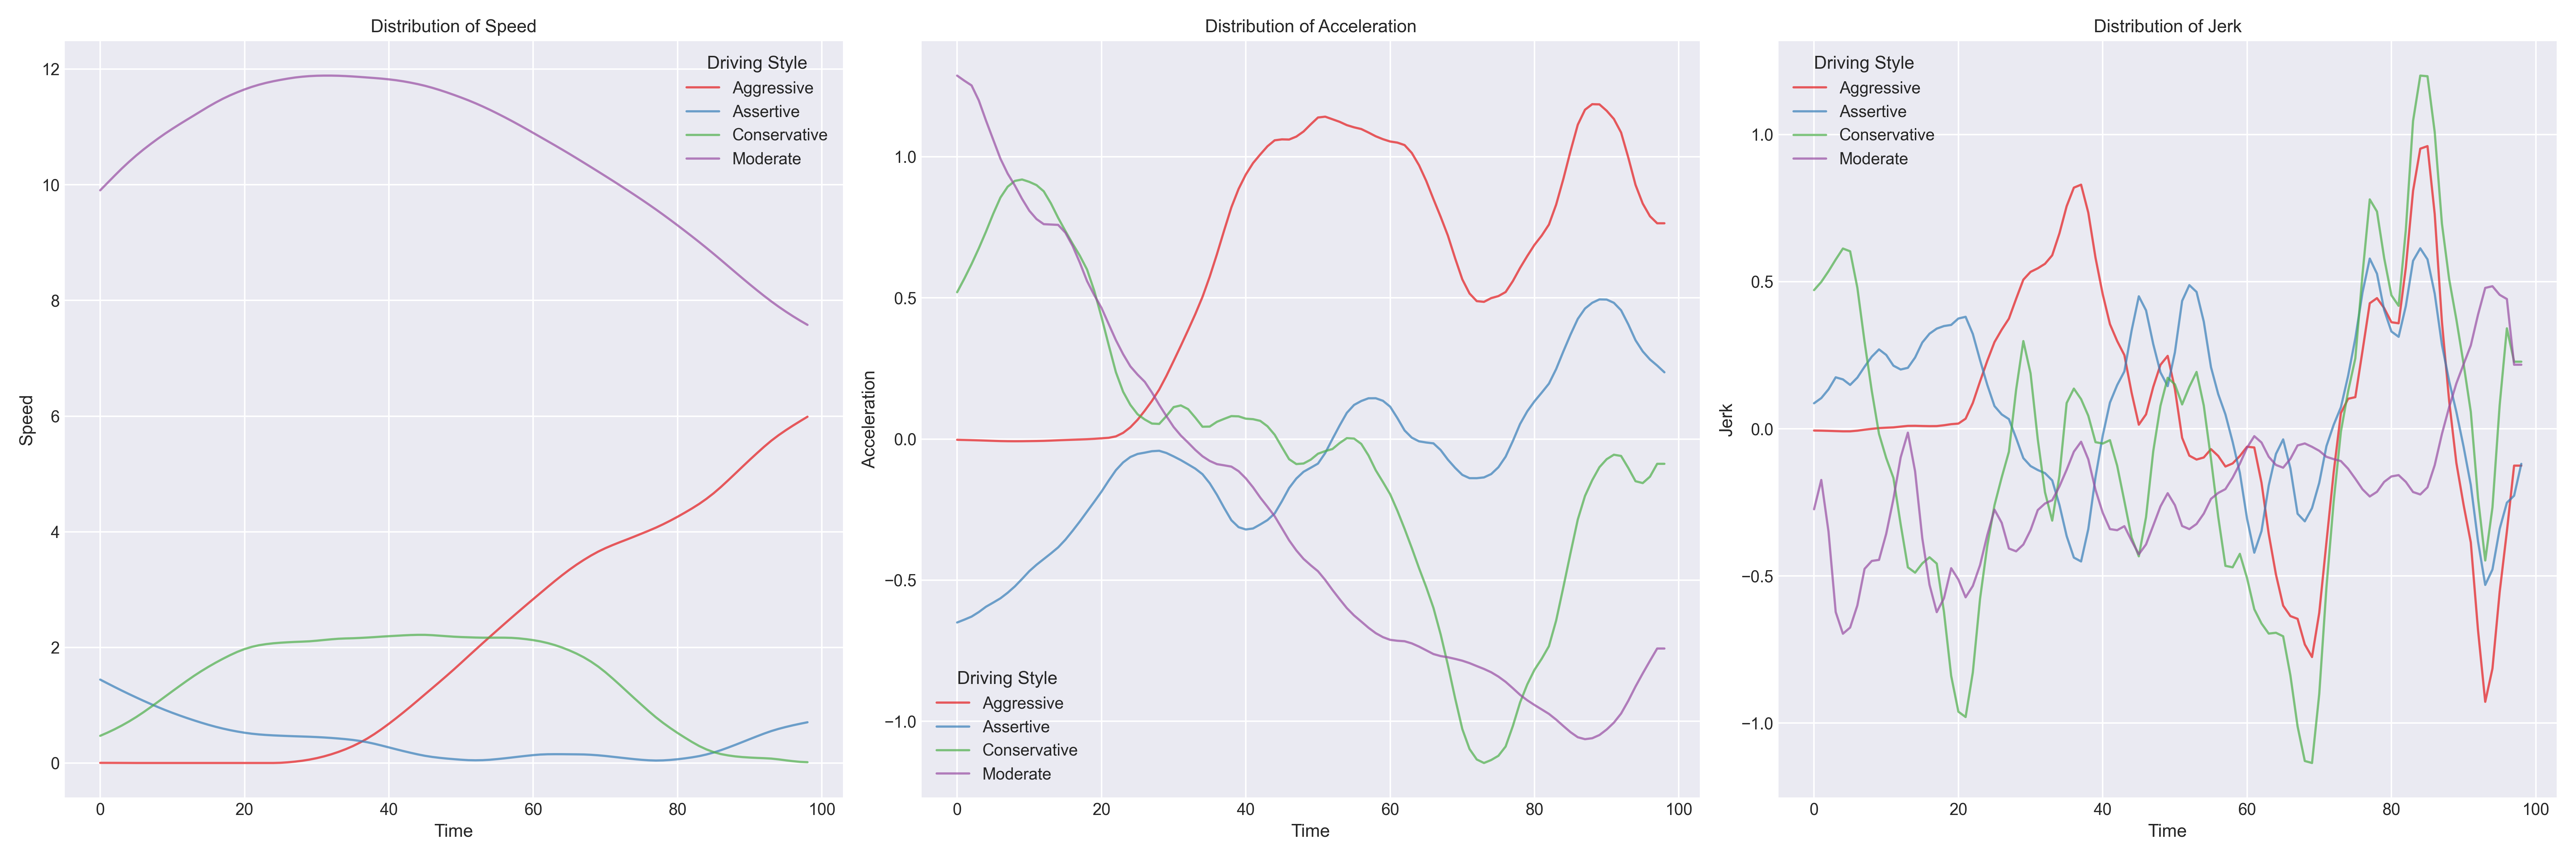 Distribution of Speed
Driving Style
Aggressive
Assertive
Conservative
Moderate
12
10
8
6
4
2
0
Speed
0 20 40 60 80 100
Time
Distribution of Acceleration
1.0
0.5
0.0
−0.5
−1.0
Acceleration
Driving Style
Aggressive
Assertive
Conservative
Moderate
0 20 40 60 80 100
Time
Distribution of Jerk
Driving Style
Aggressive
Assertive
Conservative
Moderate
1.0
0.5
0.0
−0.5
−1.0
Jerk
0 20 40 60 80 100
Time